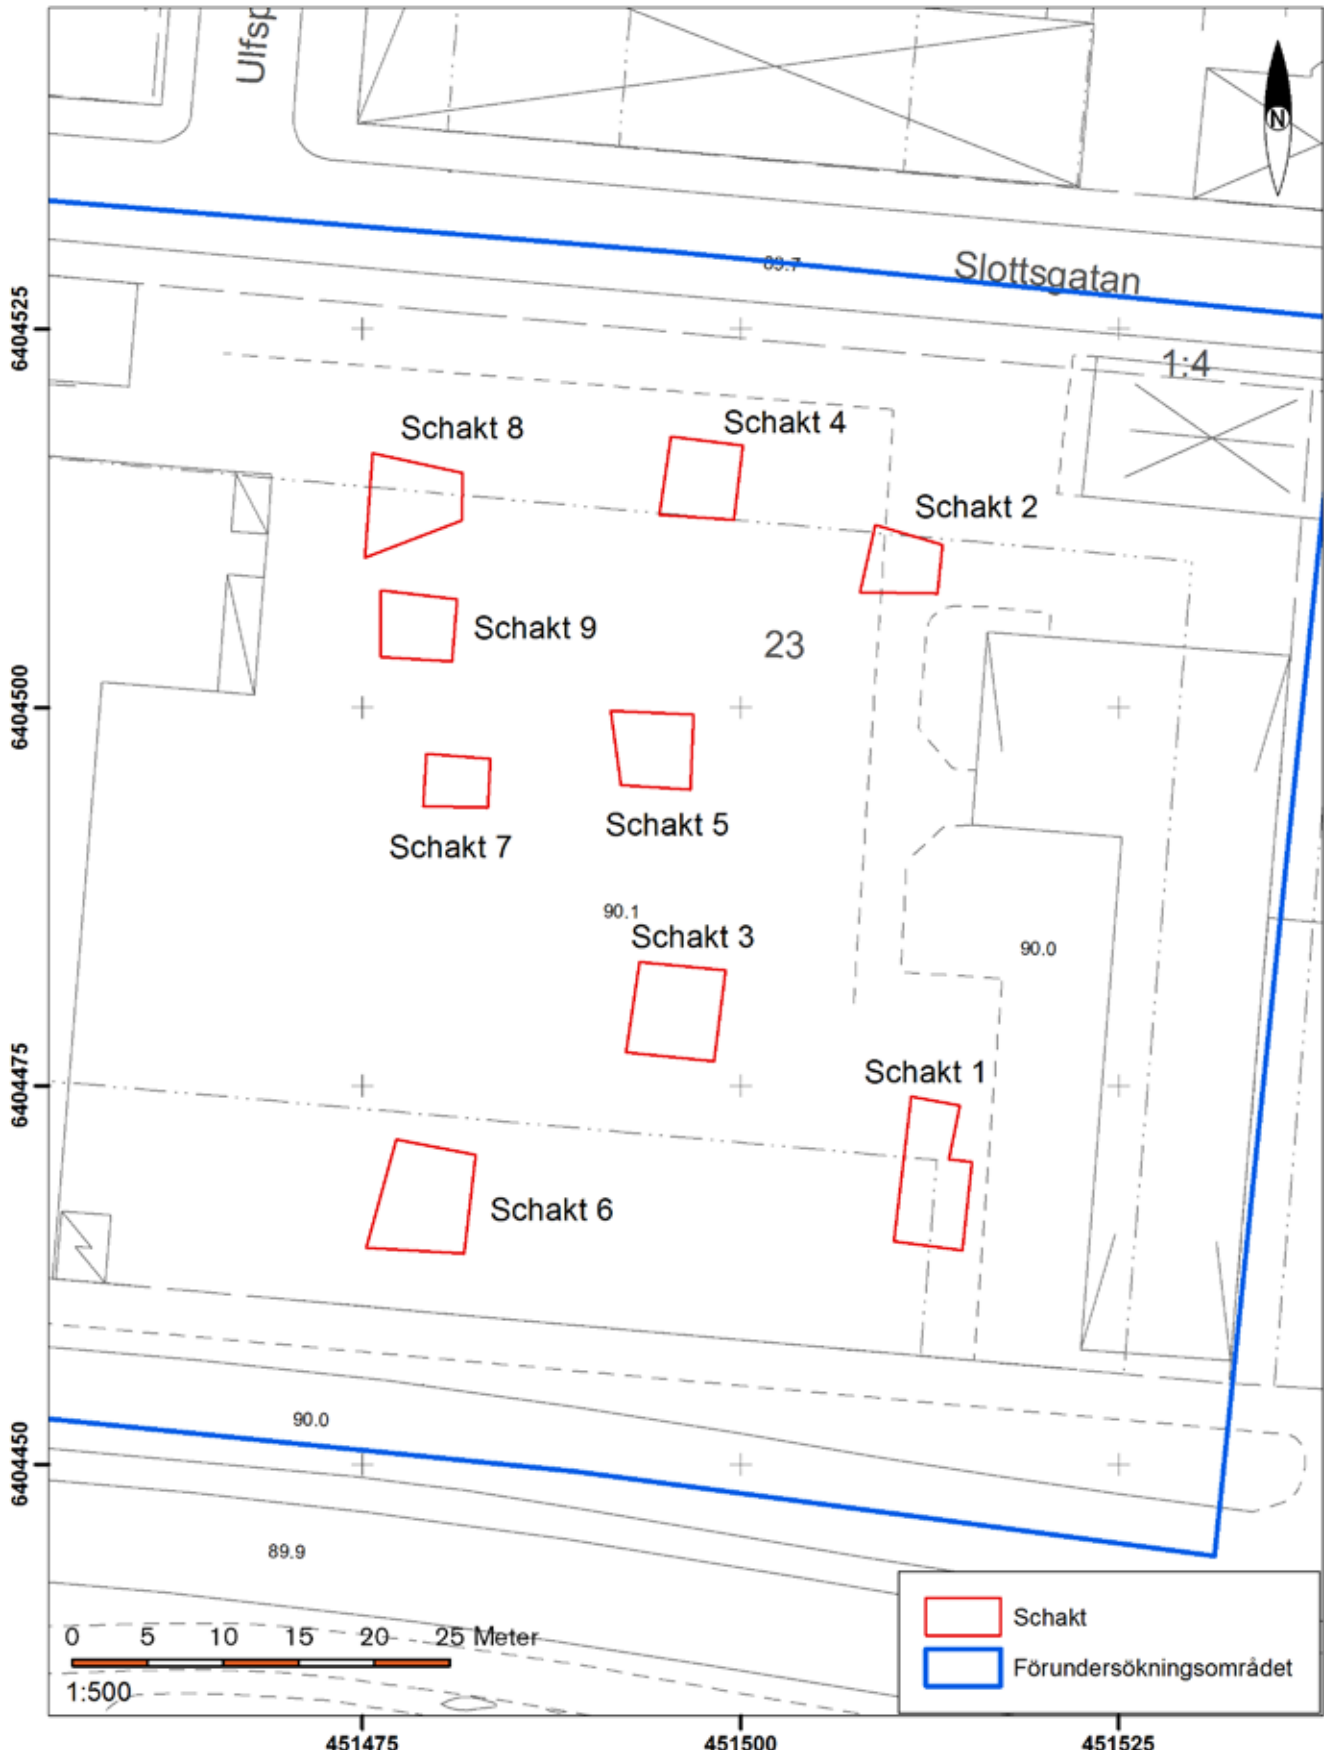 Ulfsp
N
89.7
Slottsgatan
6404525
1:4
Schakt 8
Schakt 4
Schakt 2
Schakt 9
23
6404500
Schakt 5
Schakt 7
90.1
Schakt 3
90.0
6404475
Schakt 1
Schakt 6
90.0
6404450
89.9
0 5 10 15 20 25 Meter
1:500
Schakt
Förundersökningsområdet
451475 451500 451525